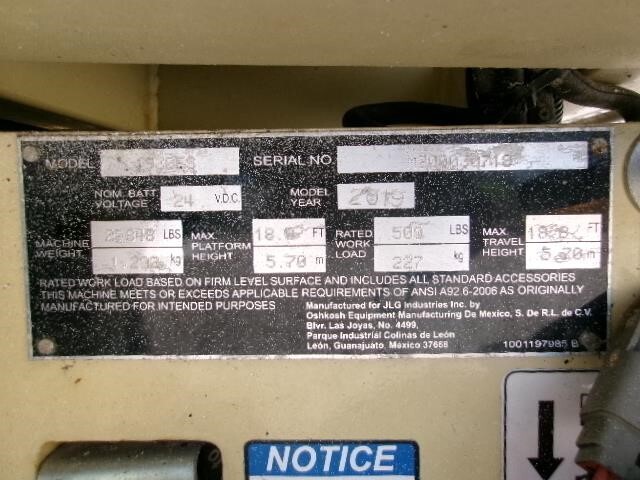 MODEL SERIAL NO.
NOM. BATT. VOLTAGE 24 V.D.C. MODEL YEAR 2019
MACHINE WEIGHT LBS MAX. PLATFORM HEIGHT FT RATED WORK LOAD 500 LBS MAX. TRAVEL HEIGHT FT
kg 5.70 m 227 kg 5.70 m
RATED WORK LOAD BASED ON FIRM LEVEL SURFACE AND INCLUDES ALL STANDARD ACCESSORIES
THIS MACHINE MEETS OR EXCEEDS APPLICABLE REQUIREMENTS OF ANSI A92.6-2006 AS ORIGINALLY
MANUFACTURED FOR INTENDED PURPOSES
Manufactured for JLG Industries Inc. by
Oshkosh Equipment Manufacturing De Mexico, S. De R.L. de C.V.
Blvr. Las Joyas, No. 4499,
Parque Industrial Colinas de León
León, Guanajuato, México 37668
1001197985 B
NOTICE